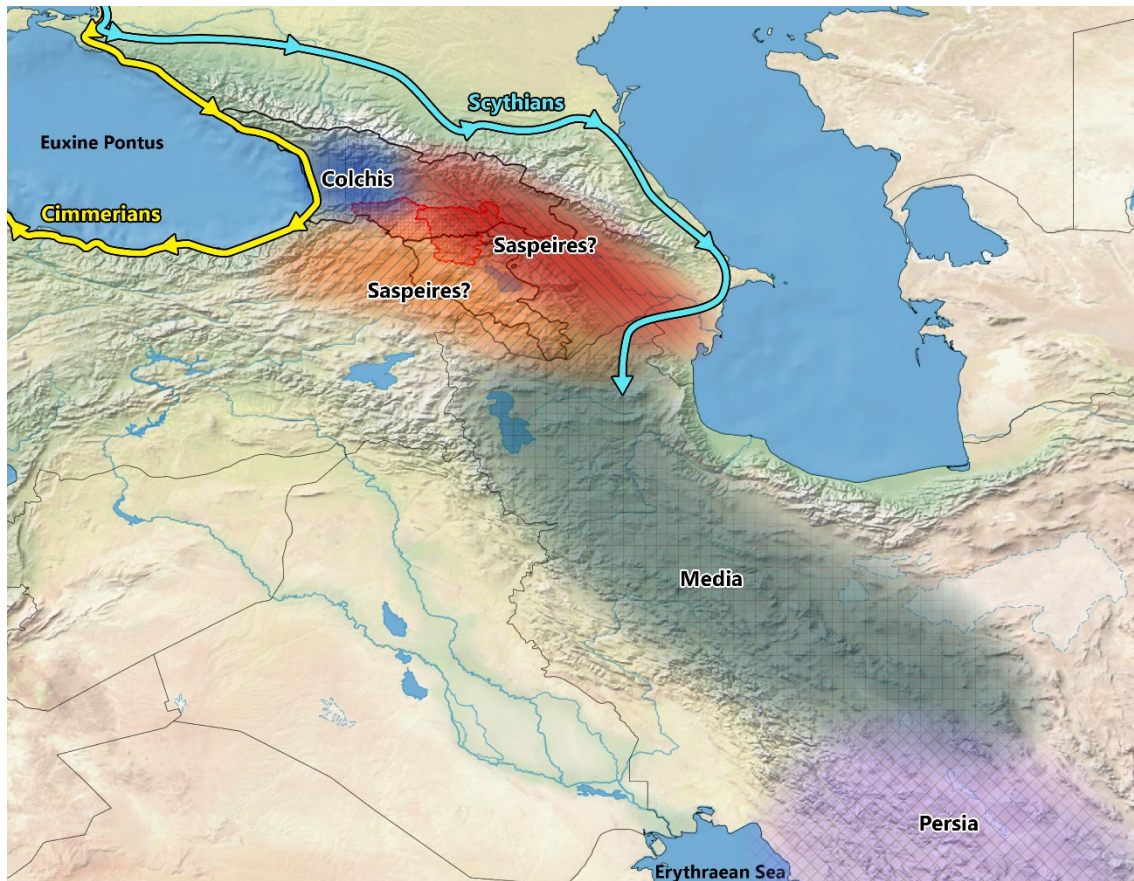 Scythians
Euxine Pontus
Colchis
Cimmerians
Saspeires?
Saspeires?
Media
Persia
Erythraean Sea